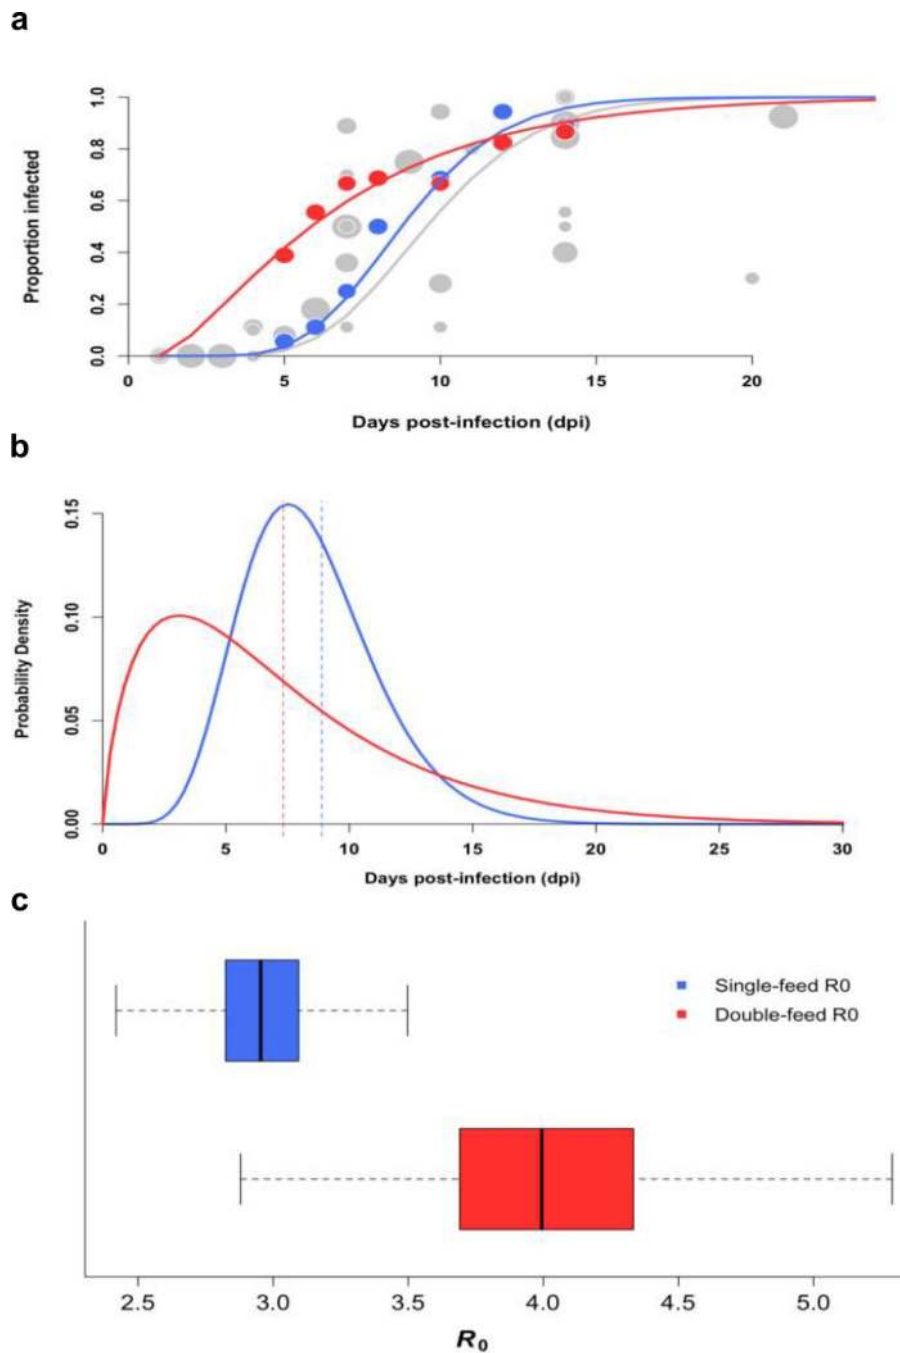 a
Proportion infected
1.0
0.8
0.6
0.4
0.2
0.0
0 5 10 15 20
Days post-infection (dpi)
b
Probability Density
0.15
0.10
0.05
0.00
0 5 10 15 20 25 30
Days post-infection (dpi)
c
Single-feed R0
Double-feed R0
2.5 3.0 3.5 4.0 4.5 5.0
R0